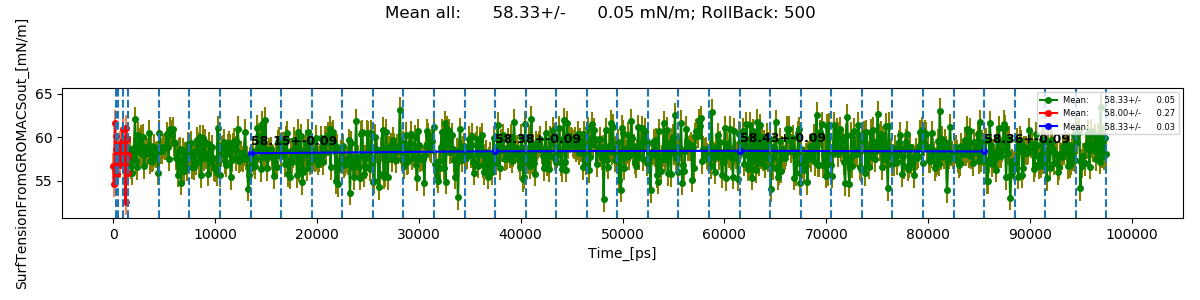 Mean all:      58.33+/-      0.05 mN/m; RollBack: 500
SurfTensionFromGROMACSout_[mN/m]
65
60
55
58.15+-0.09
58.38+-0.09
58.43+-0.09
58.36+-0.09
Mean:      58.33+/-      0.05
Mean:      58.00+/-      0.27
Mean:      58.33+/-      0.03
0 10000 20000 30000 40000 50000 60000 70000 80000 90000 100000
Time_[ps]